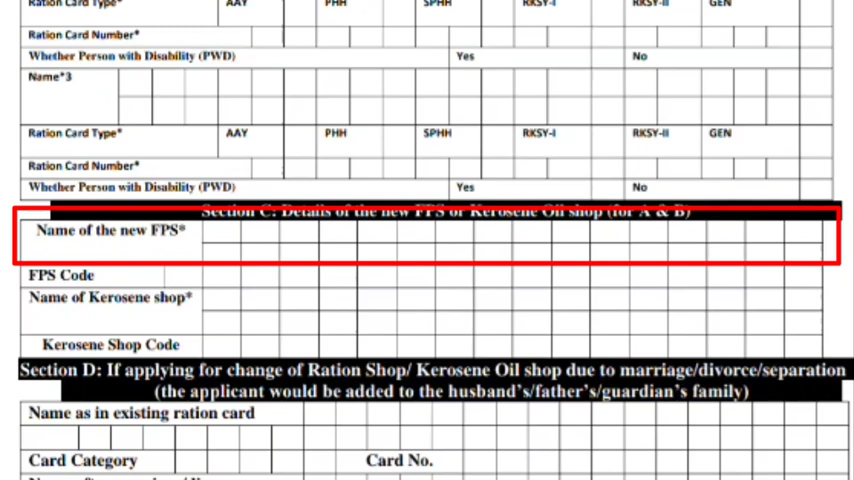 Ration Card Type* AAY PHH SPHH RKSY-I RKSY-II GEN
Ration Card Number*
Whether Person with Disability (PWD) Yes No
Name*3
Ration Card Type* AAY PHH SPHH RKSY-I RKSY-II GEN
Ration Card Number*
Whether Person with Disability (PWD) Yes No
Section C: Details of the new FPS or Kerosene Oil shop (for A & B)
Name of the new FPS*
FPS Code
Name of Kerosene shop*
Kerosene Shop Code
Section D: If applying for change of Ration Shop/ Kerosene Oil shop due to marriage/divorce/separation
(the applicant would be added to the husband's/father's/guardian's family)
Name as in existing ration card
Card Category Card No.